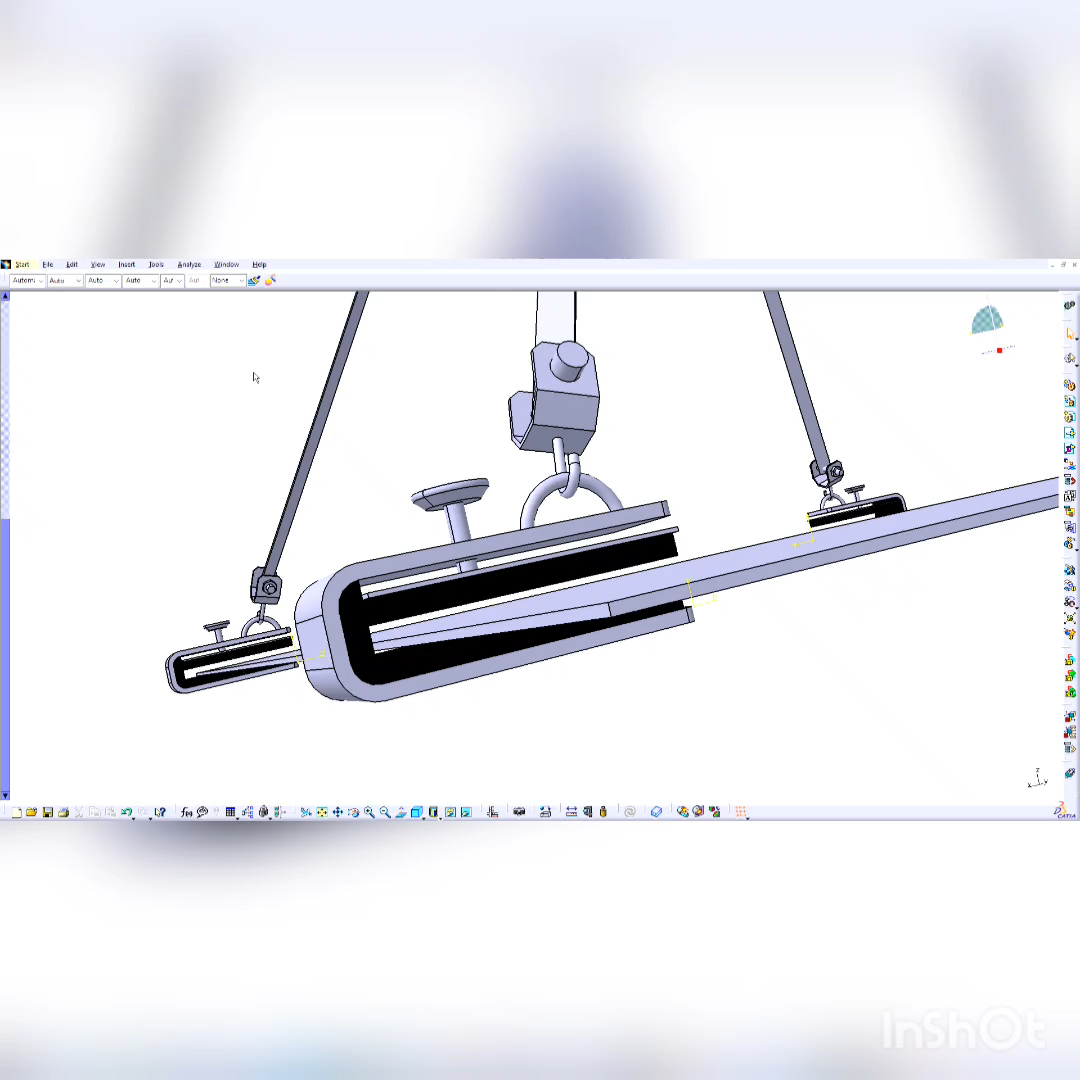 Start File Edit View Insert Tools Analyze Window Help
Auto Auto Auto None
z
x y
f(x)
CATIA
InShOt